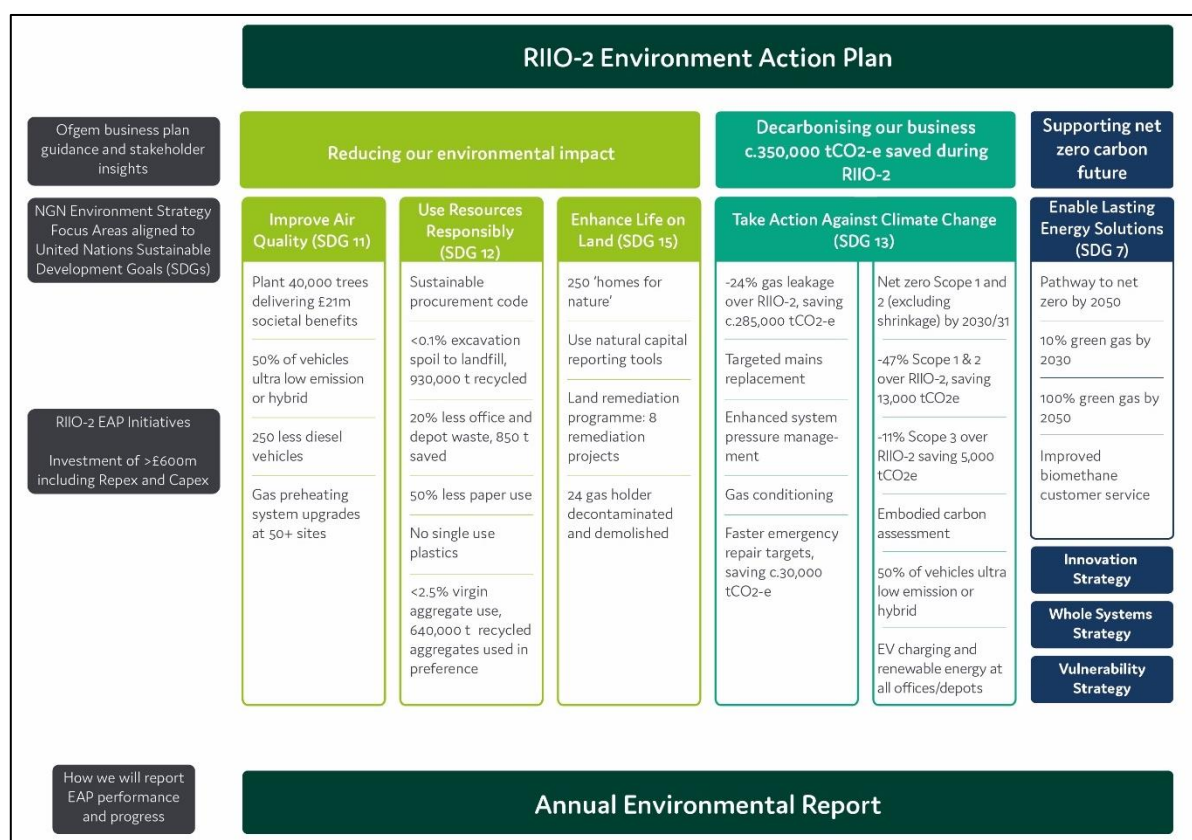 RIIO-2 Environment Action Plan
Ofgem business plan
guidance and stakeholder
insights
Reducing our environmental impact
Decarbonising our business
c.350,000 tCO2-e saved during
RIIO-2
Supporting net
zero carbon
future
NGN Environment Strategy
Focus Areas aligned to
United Nations Sustainable
Development Goals (SDGs)
Improve Air
Quality (SDG 11)
Use Resources
Responsibly
(SDG 12)
Enhance Life on
Land (SDG 15)
Take Action Against Climate Change
(SDG 13)
Enable Lasting
Energy Solutions
(SDG 7)
RIIO-2 EAP Initiatives
Investment of >£600m
including Repex and Capex
Plant 40,000 trees
delivering £21m
societal benefits
50% of vehicles
ultra low emission
or hybrid
250 less diesel
vehicles
Gas preheating
system upgrades
at 50+ sites
Sustainable
procurement code
<0.1% excavation
spoil to landfill,
930,000 t recycled
20% less office and
depot waste, 850 t
saved
50% less paper use
No single use
plastics
<2.5% virgin
aggregate use,
640,000 t recycled
aggregates used in
preference
250 'homes for
nature'
Use natural capital
reporting tools
Land remediation
programme: 8
remediation
projects
24 gas holder
decontaminated
and demolished
-24% gas leakage
over RIIO-2, saving
c.285,000 tCO2-e
Targeted mains
replacement
Enhanced system
pressure manage-
ment
Gas conditioning
Faster emergency
repair targets,
saving c.30,000
tCO2-e
Net zero Scope 1 and
2 (excluding
shrinkage) by 2030/31
-47% Scope 1 & 2
over RIIO-2, saving
13,000 tCO2e
-11% Scope 3 over
RIIO-2 saving 5,000
tCO2e
Embodied carbon
assessment
50% of vehicles ultra
low emission or
hybrid
EV charging and
renewable energy at
all offices/depots
Pathway to net
zero by 2050
10% green gas by
2030
100% green gas by
2050
Improved
biomethane
customer service
Innovation
Strategy
Whole Systems
Strategy
Vulnerability
Strategy
How we will report
EAP performance
and progress
Annual Environmental Report